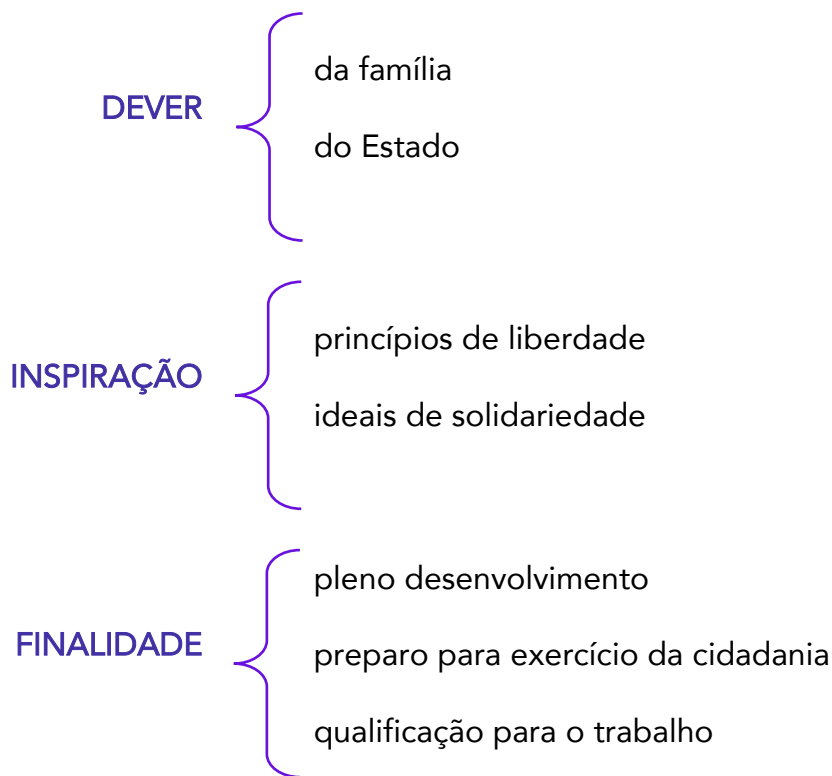 DEVER
da família
do Estado
INSPIRAÇÃO
princípios de liberdade
ideais de solidariedade
FINALIDADE
pleno desenvolvimento
preparo para exercício da cidadania
qualificação para o trabalho